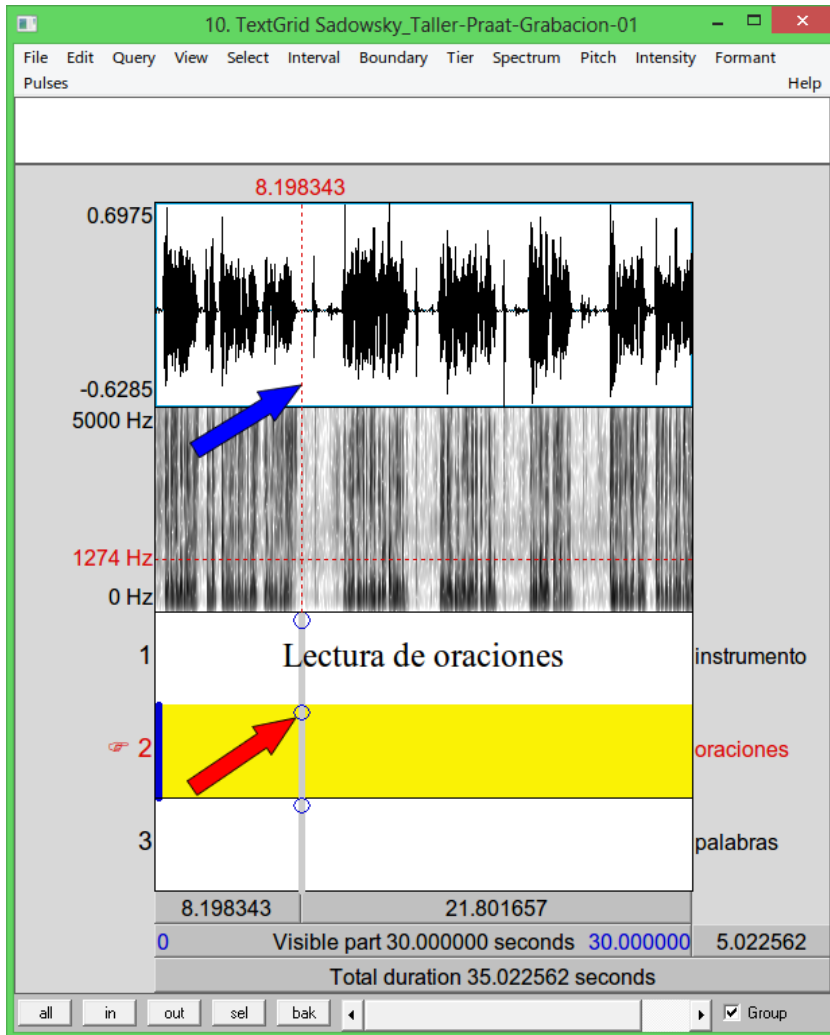 10. TextGrid Sadowsky_Taller-Praat-Grabacion-01
File Edit Query View Select Interval Boundary Tier Spectrum Pitch Intensity Formant
Pulses Help
8.198343
0.6975
-0.6285
5000 Hz
1274 Hz
0 Hz
1 Lectura de oraciones instrumento
☞ 2 oraciones
3 palabras
8.198343 21.801657
0 Visible part 30.000000 seconds 30.000000 5.022562
Total duration 35.022562 seconds
all in out sel bak Group